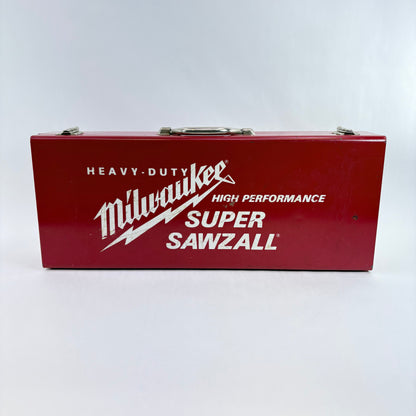 HEAVY-DUTY
Milwaukee®
HIGH PERFORMANCE
SUPER
SAWZALL®